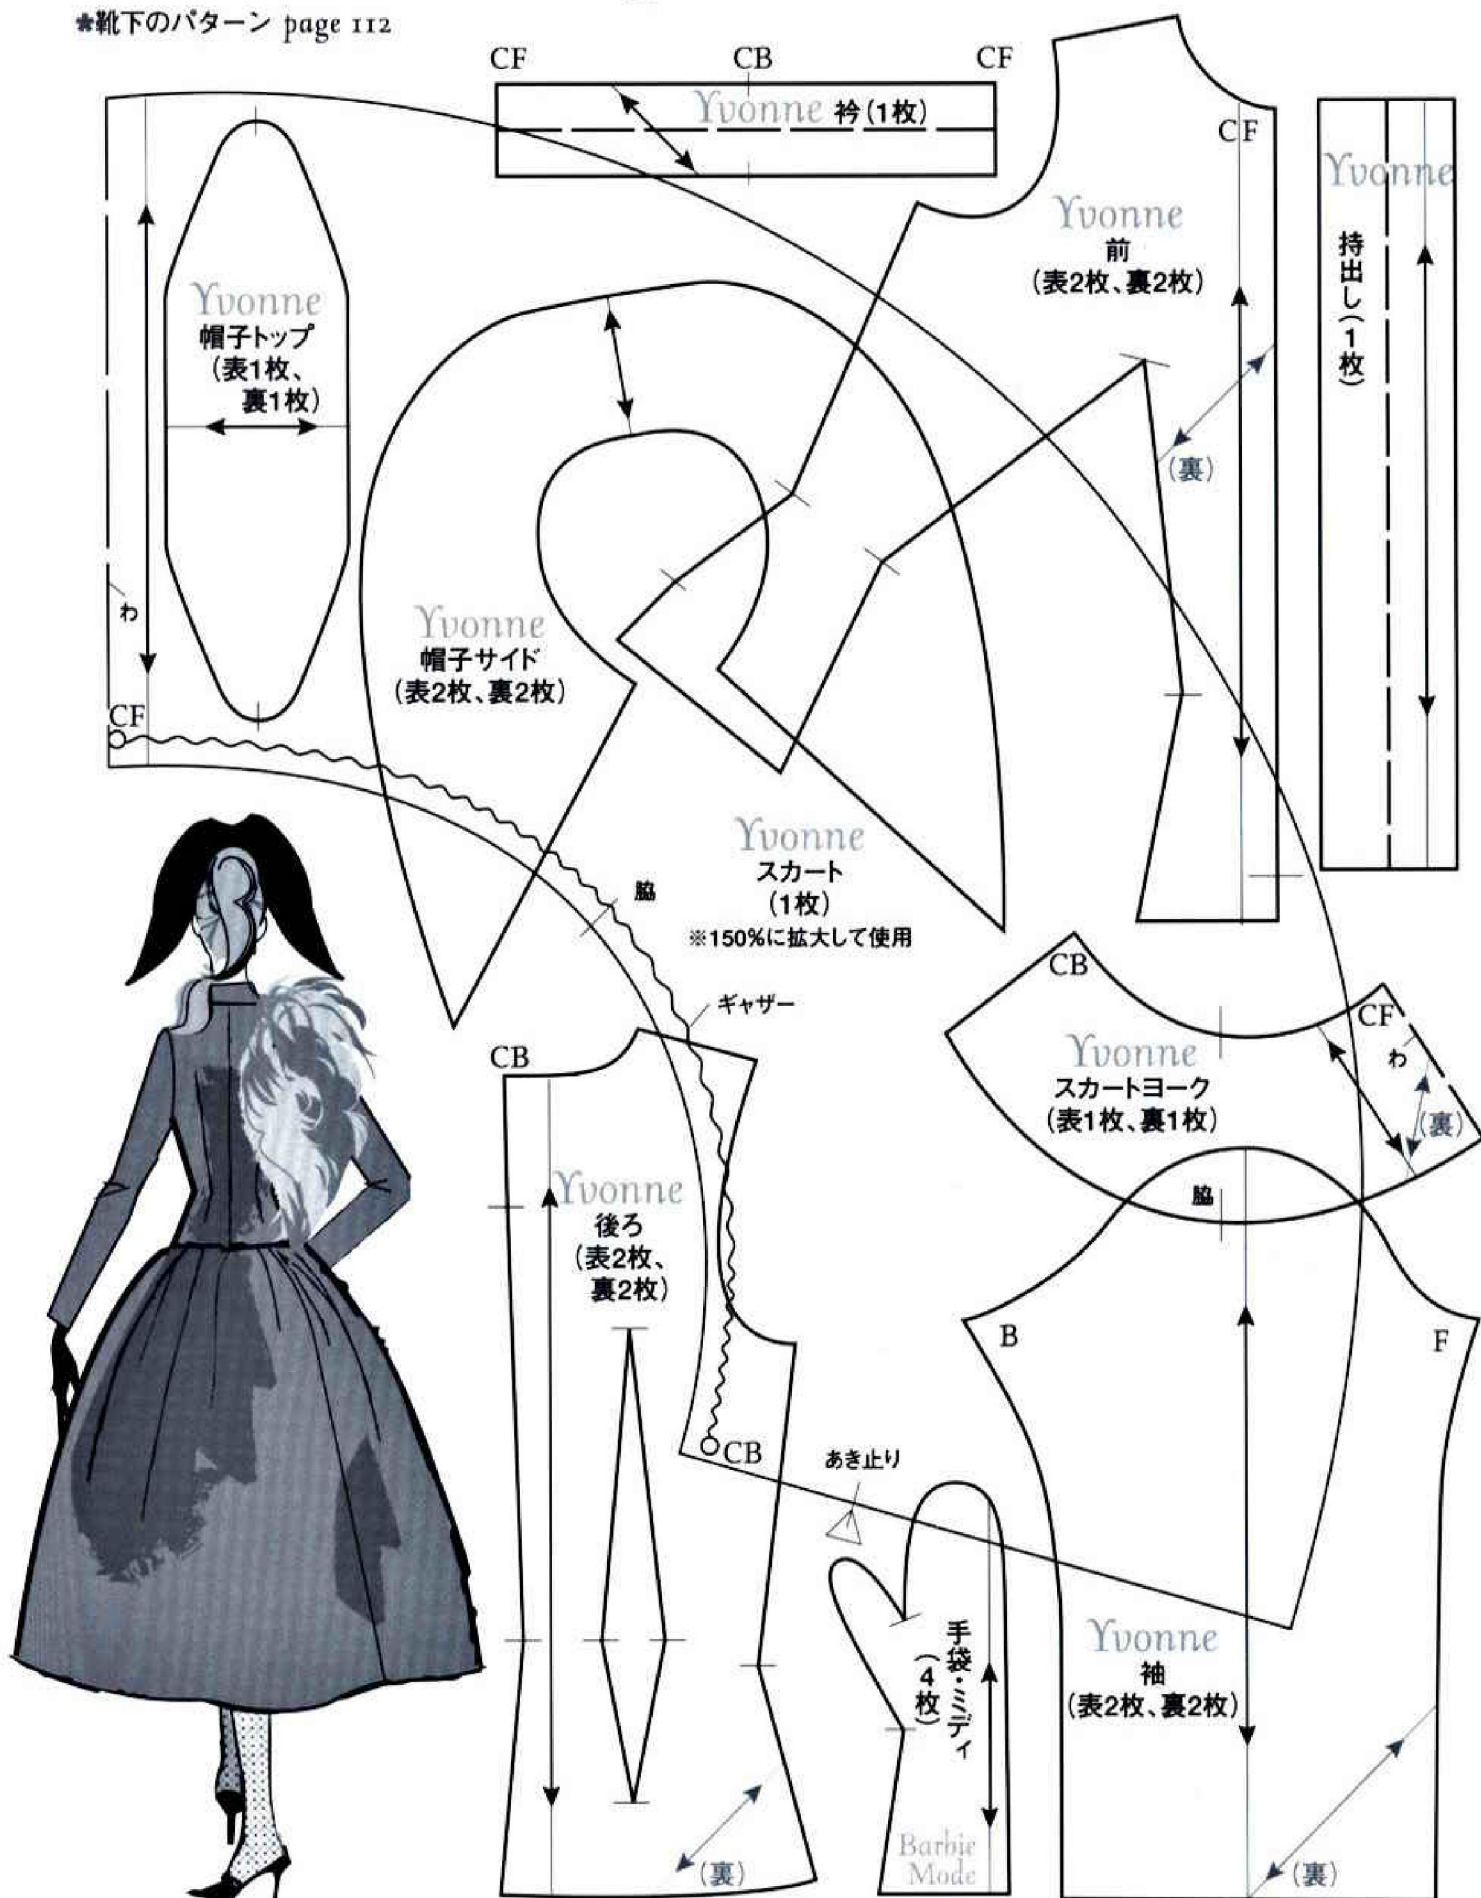 ★靴下のパターン page 112
CF
CB
CF
Yvonne 衿(1枚)
CF
Yvonne
前
(表2枚、裏2枚)
(裏)
Yvonne
持出し(1枚)
Yvonne
帽子トップ
(表1枚、
裏1枚)
わ
CF
Yvonne
帽子サイド
(表2枚、裏2枚)
Yvonne
スカート
(1枚)
※150%に拡大して使用
脇
ギャザー
CB
CB
CF
わ
Yvonne
スカートヨーク
(表1枚、裏1枚)
(裏)
脇
Yvonne
後ろ
(表2枚、
裏2枚)
(裏)
CB
あき止り
手袋・ミディ
(4枚)
Barbie
Mode
B
F
Yvonne
袖
(表2枚、裏2枚)
(裏)